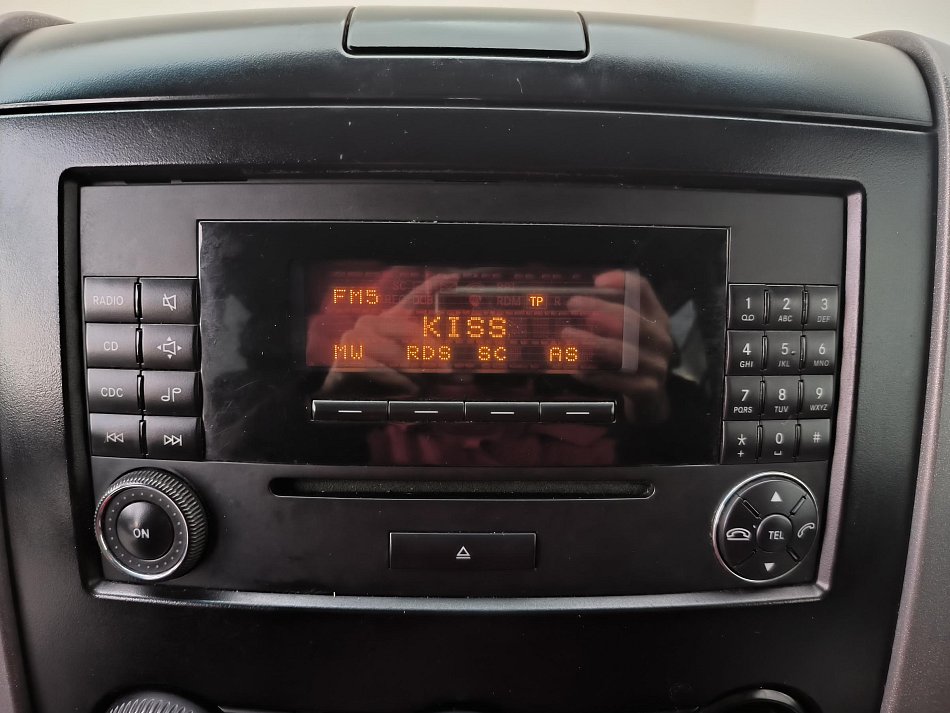 FM5
RDM TP R
KISS
MW RDS SC AS
RADIO
CD
CDC
ON
1 2 ABC 3 DEF
4 GHI 5 JKL 6 MNO
7 PQRS 8 TUV 9 WXYZ
* + 0 #
TEL